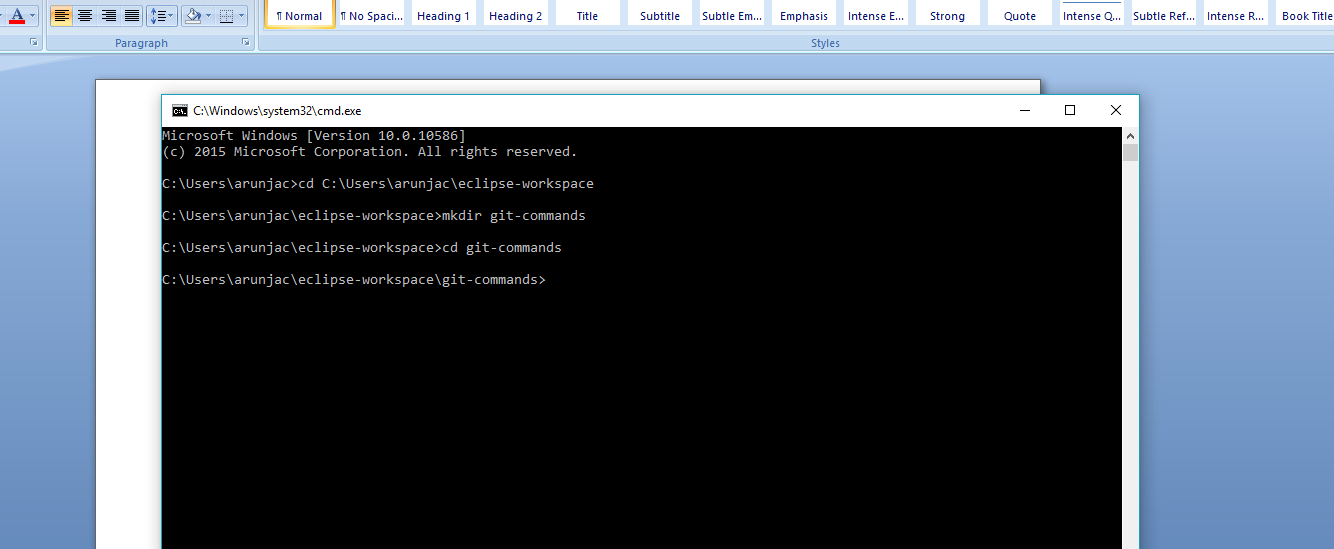 ¶ Normal
¶ No Spaci...
Heading 1
Heading 2
Title
Subtitle
Subtle Em...
Emphasis
Intense E...
Strong
Quote
Intense Q...
Subtle Ref...
Intense R...
Book Title
Paragraph
Styles
C:\Windows\system32\cmd.exe
Microsoft Windows [Version 10.0.10586]
(c) 2015 Microsoft Corporation. All rights reserved.
C:\Users\arunjac>cd C:\Users\arunjac\eclipse-workspace
C:\Users\arunjac\eclipse-workspace>mkdir git-commands
C:\Users\arunjac\eclipse-workspace>cd git-commands
C:\Users\arunjac\eclipse-workspace\git-commands>